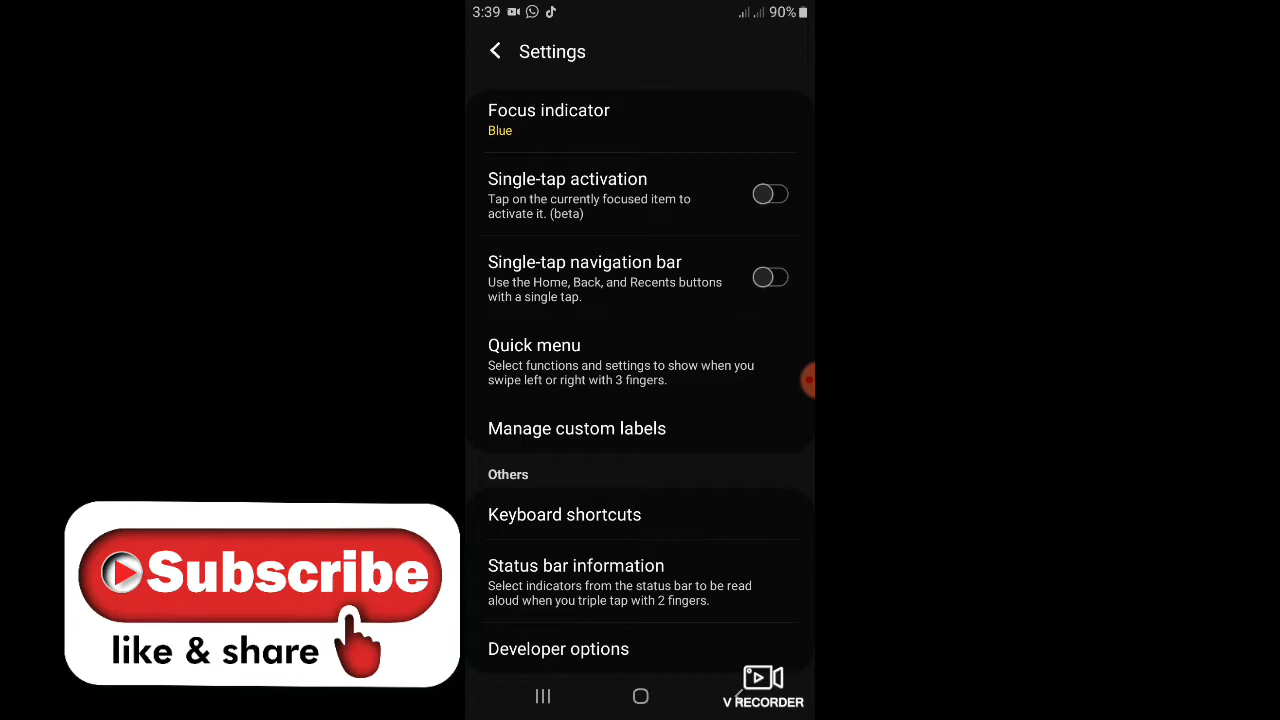 3:39 90%
Settings
Focus indicator
Blue
Single-tap activation
Tap on the currently focused item to
activate it. (beta)
Single-tap navigation bar
Use the Home, Back, and Recents buttons
with a single tap.
Quick menu
Select functions and settings to show when you
swipe left or right with 3 fingers.
Manage custom labels
Others
Keyboard shortcuts
Status bar information
Select indicators from the status bar to be read
aloud when you triple tap with 2 fingers.
Developer options
Subscribe
like & share
V RECORDER